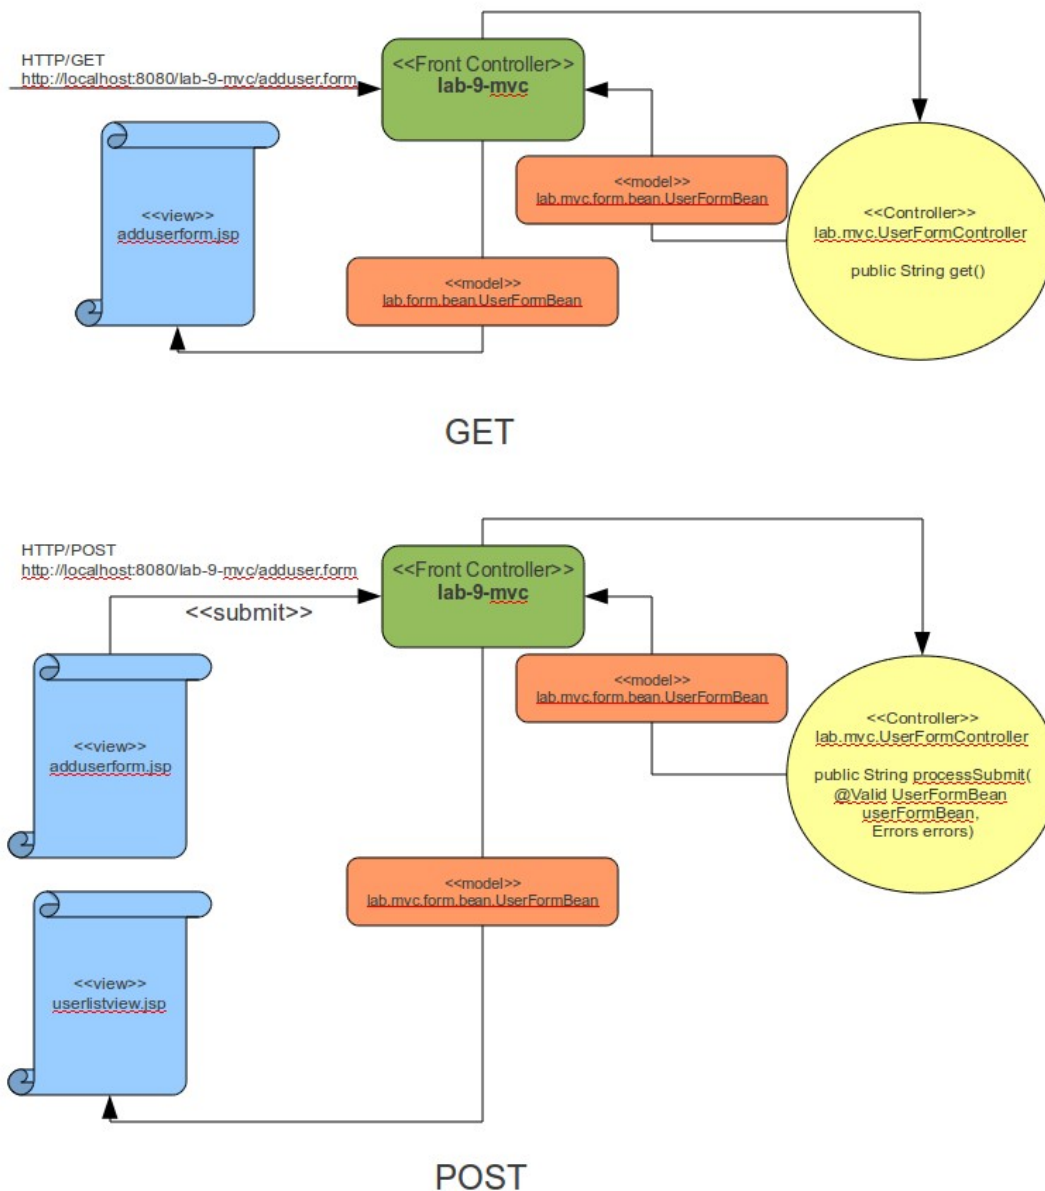 HTTP/GET
http://localhost:8080/lab-9-mvc/adduser.form
<<Front Controller>>
lab-9-mvc
<<view>>
adduserform.jsp
<<model>>
lab.mvc.form.bean.UserFormBean
<<Controller>>
lab.mvc.UserFormController
public String get()
<<model>>
lab.form.bean.UserFormBean
GET
HTTP/POST
http://localhost:8080/lab-9-mvc/adduser.form
<<submit>>
<<Front Controller>>
lab-9-mvc
<<view>>
adduserform.jsp
<<model>>
lab.mvc.form.bean.UserFormBean
<<Controller>>
lab.mvc.UserFormController
public String processSubmit(
@Valid UserFormBean
userFormBean,
Errors errors)
<<model>>
lab.mvc.form.bean.UserFormBean
<<view>>
userlistview.jsp
POST